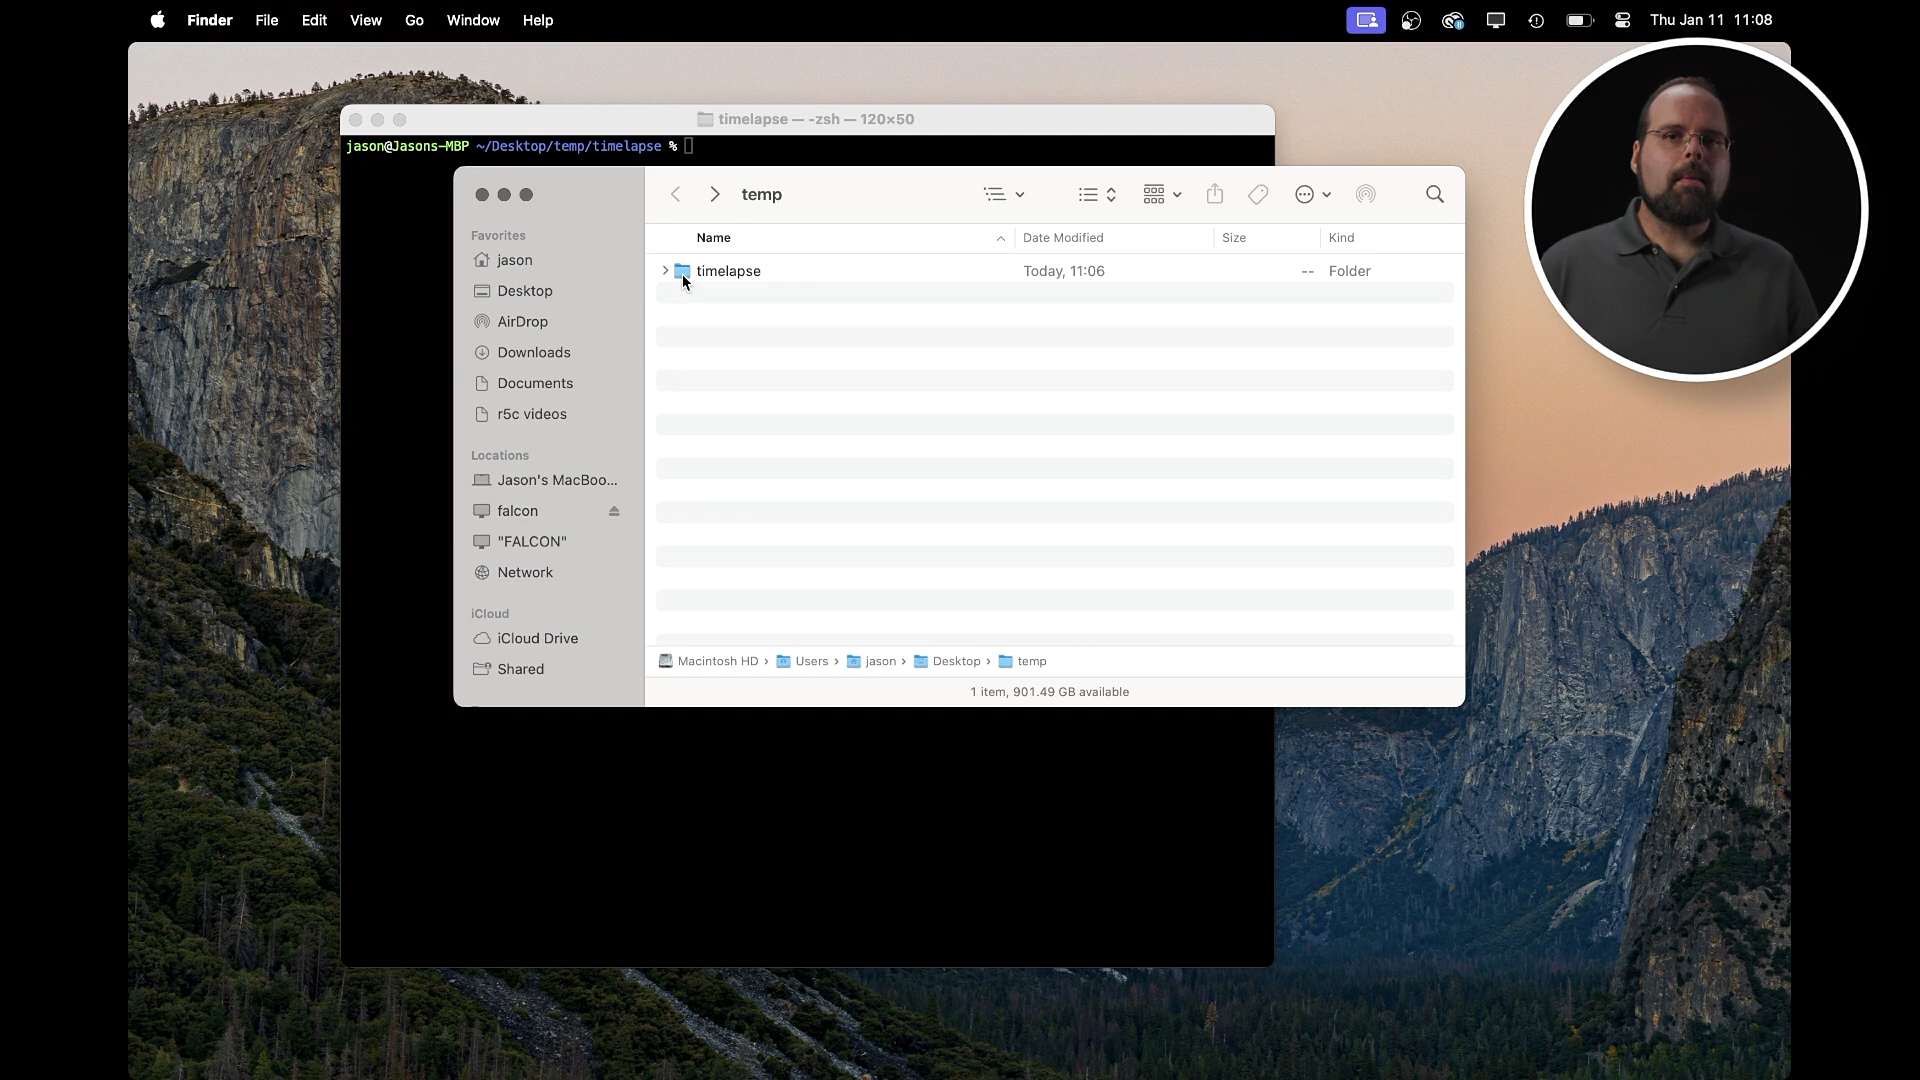 Finder File Edit View Go Window Help Thu Jan 11 11:08
timelapse — -zsh — 120×50
jason@Jasons-MBP ~/Desktop/temp/timelapse %
temp
Favorites
jason
Desktop
AirDrop
Downloads
Documents
r5c videos
Locations
Jason's MacBoo...
falcon
"FALCON"
Network
iCloud
iCloud Drive
Shared
Name Date Modified Size Kind
timelapse Today, 11:06 -- Folder
Macintosh HD › Users › jason › Desktop › temp
1 item, 901.49 GB available